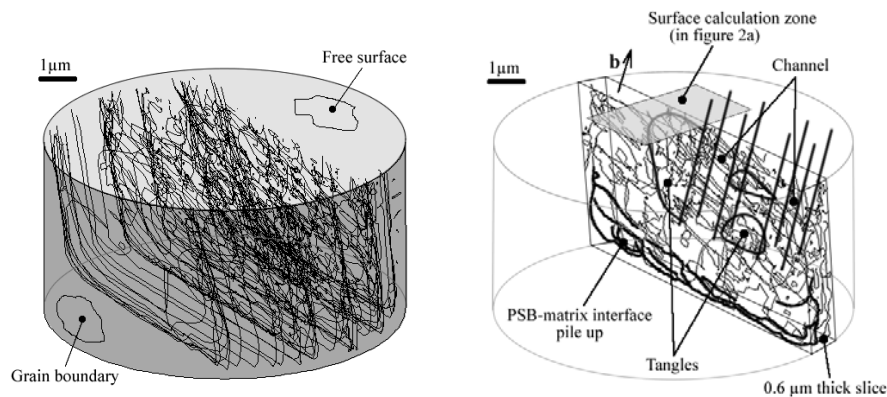 1µm
Free surface
Grain boundary
Surface calculation zone
(in figure 2a)
1µm
b
Channel
PSB-matrix interface
pile up
Tangles
0.6 µm thick slice